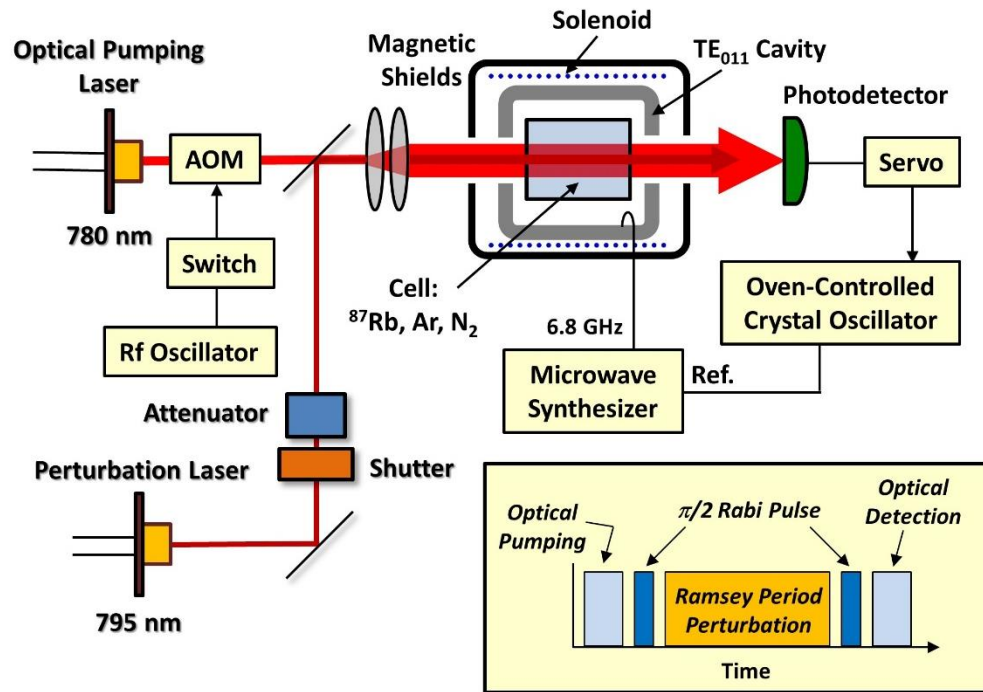 Optical Pumping
Laser
780 nm
AOM
Switch
Rf Oscillator
Magnetic
Shields
Solenoid
TE₀₁₁ Cavity
Photodetector
Servo
Cell:
⁸⁷Rb, Ar, N₂
6.8 GHz
Oven-Controlled
Crystal Oscillator
Microwave
Synthesizer
Ref.
Attenuator
Shutter
Perturbation Laser
795 nm
Optical
Pumping
π/2 Rabi Pulse
Optical
Detection
Ramsey Period
Perturbation
Time